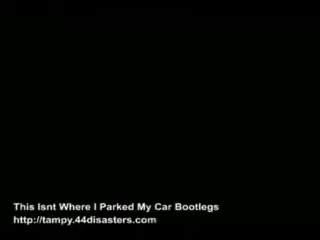 This Isnt Where I Parked My Car Bootlegs
http://tampy.44disasters.com